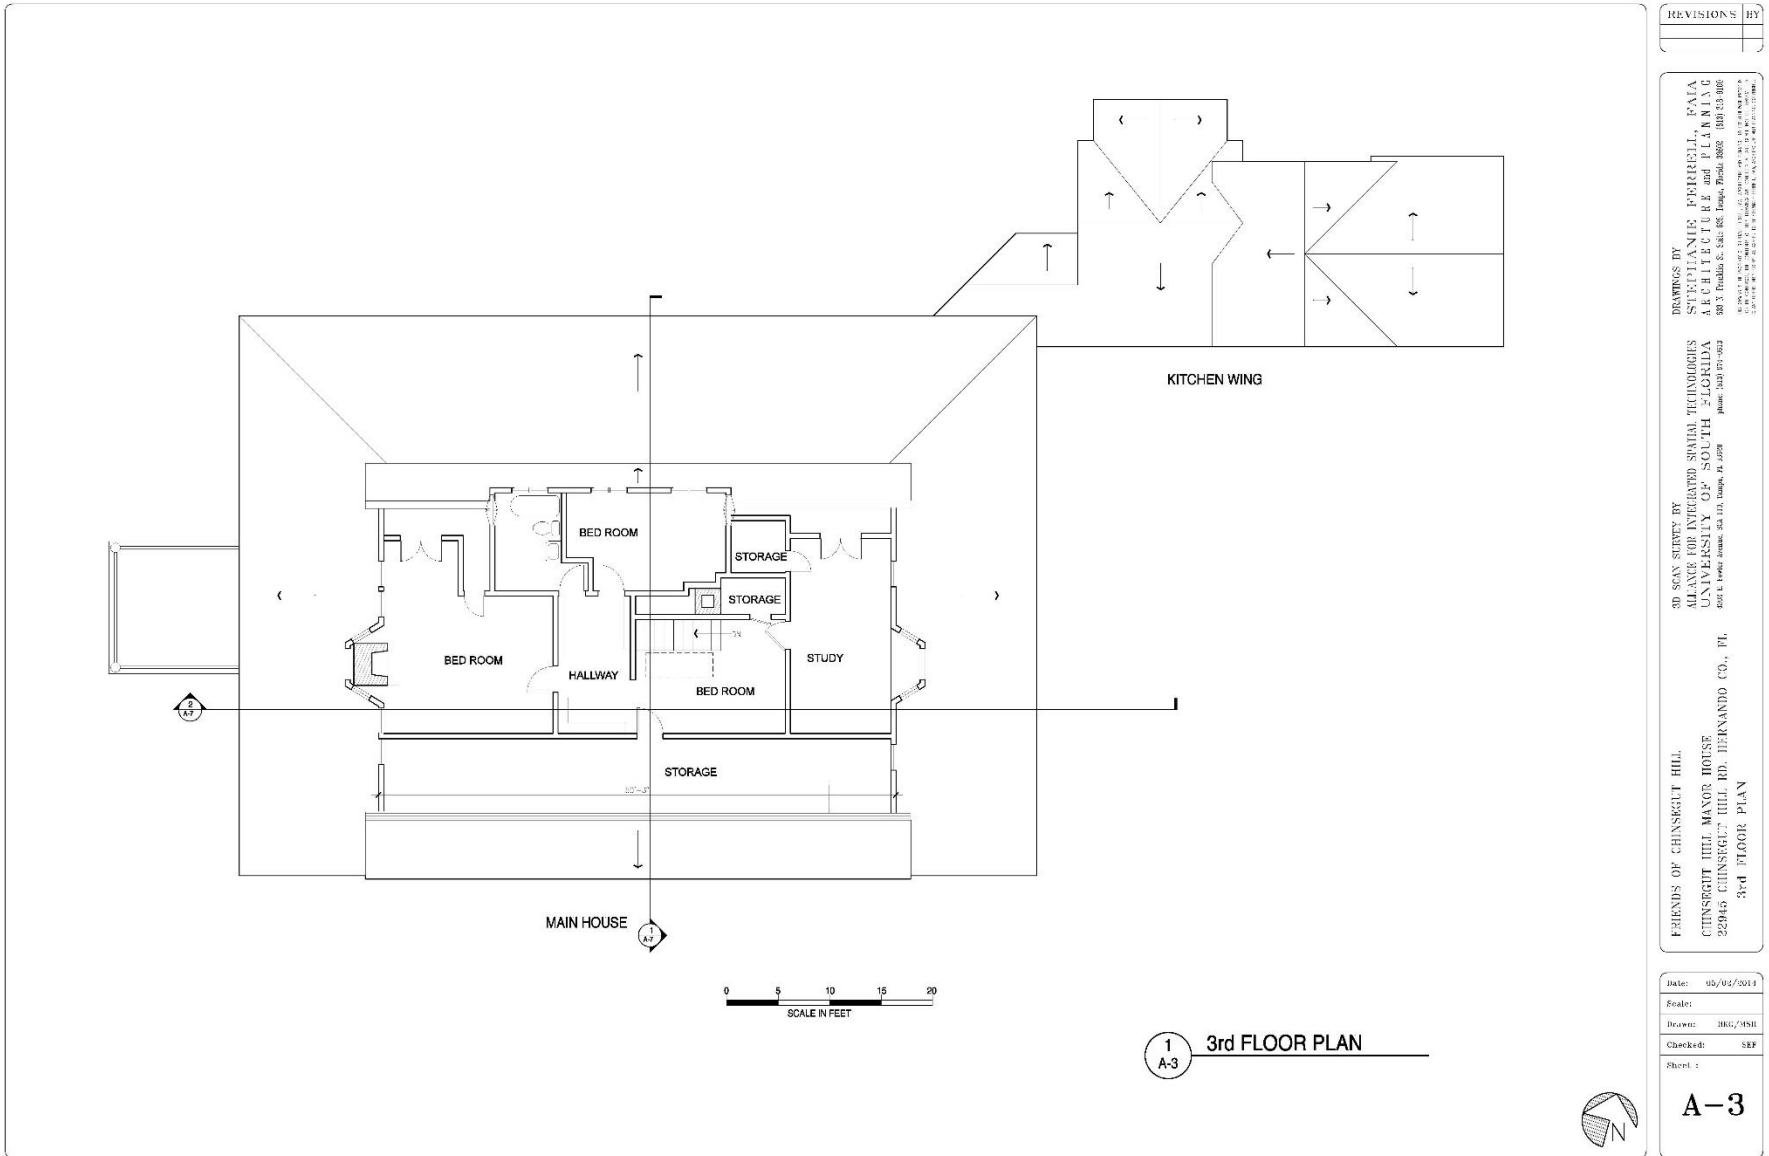 REVISIONS BY
KITCHEN WING
BED ROOM
STORAGE
STORAGE
BED ROOM
STUDY
HALLWAY
BED ROOM
DN
2
A-7
STORAGE
50'-3"
MAIN HOUSE
1
A-7
0 5 10 15 20
SCALE IN FEET
1
A-3
3rd FLOOR PLAN
N
DRAWINGS BY
STEPHANIE FERRELL, FAIA
ARCHITECTURE and PLANNING
3D SCAN SURVEY BY
ALLIANCE FOR INTEGRATED SPATIAL TECHNOLOGIES
UNIVERSITY OF SOUTH FLORIDA
FRIENDS OF CHINSEGUT HILL
CHINSEGUT HILL MANOR HOUSE
22945 CHINSEGUT HILL RD. HERNANDO CO., FL
3rd FLOOR PLAN
Date:
Scale:
Drawn:
Checked: SEF
Sheet :
A-3